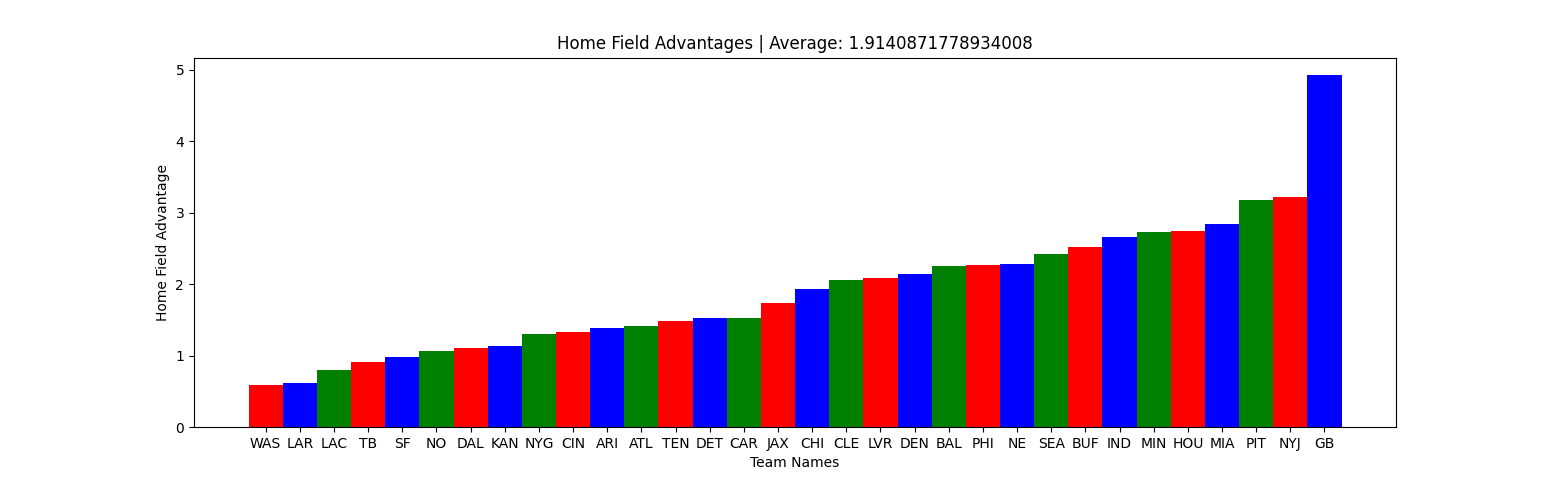 Home Field Advantages | Average: 1.9140871778934008
5
4
3
2
1
0
Home Field Advantage
WAS LAR LAC TB SF NO DAL KAN NYG CIN ARI ATL TEN DET CAR JAX CHI CLE LVR DEN BAL PHI NE SEA BUF IND MIN HOU MIA PIT NYJ GB
Team Names